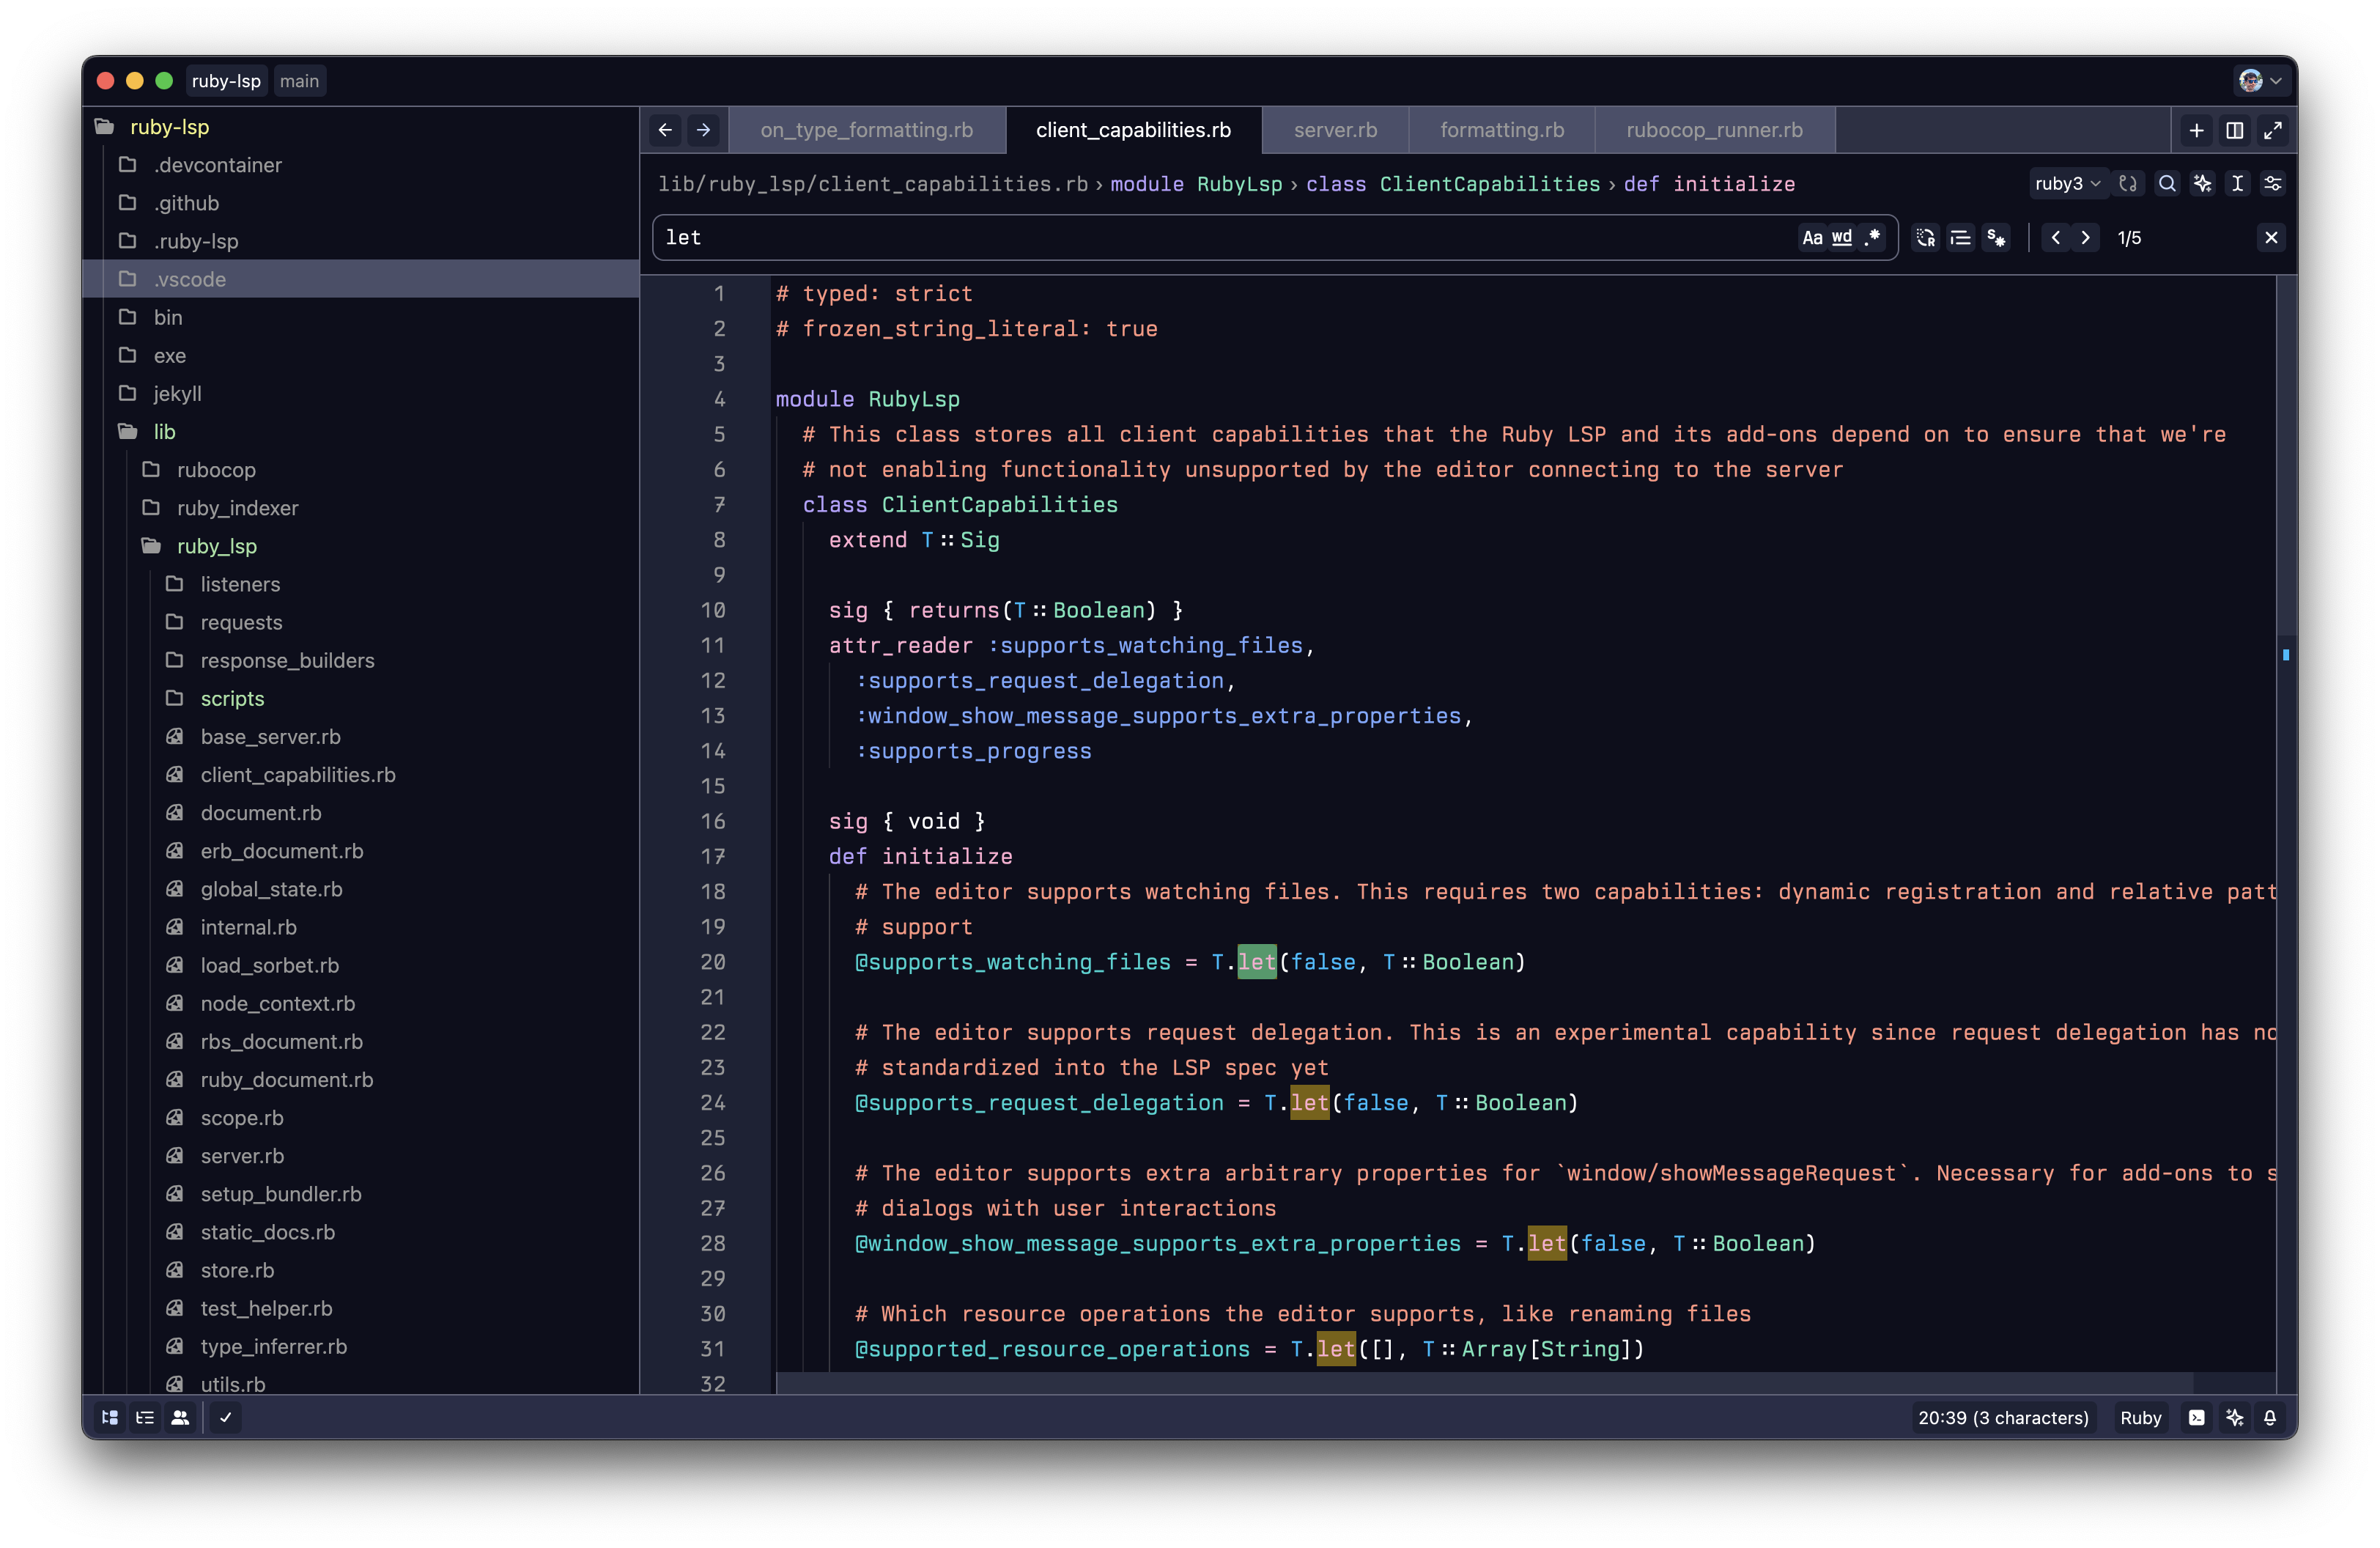 ruby-lsp main
ruby-lsp
.devcontainer
.github
.ruby-lsp
.vscode
bin
exe
jekyll
lib
rubocop
ruby_indexer
ruby_lsp
listeners
requests
response_builders
scripts
base_server.rb
client_capabilities.rb
document.rb
erb_document.rb
global_state.rb
internal.rb
load_sorbet.rb
node_context.rb
rbs_document.rb
ruby_document.rb
scope.rb
server.rb
setup_bundler.rb
static_docs.rb
store.rb
test_helper.rb
type_inferrer.rb
utils.rb
on_type_formatting.rb client_capabilities.rb server.rb formatting.rb rubocop_runner.rb
lib/ruby_lsp/client_capabilities.rb › module RubyLsp › class ClientCapabilities › def initialize ruby3
let Aa wd .* 1/5
1 # typed: strict
2 # frozen_string_literal: true
3
4 module RubyLsp
5 # This class stores all client capabilities that the Ruby LSP and its add-ons depend on to ensure that we're
6 # not enabling functionality unsupported by the editor connecting to the server
7 class ClientCapabilities
8 extend T::Sig
9
10 sig { returns(T::Boolean) }
11 attr_reader :supports_watching_files,
12 :supports_request_delegation,
13 :window_show_message_supports_extra_properties,
14 :supports_progress
15
16 sig { void }
17 def initialize
18 # The editor supports watching files. This requires two capabilities: dynamic registration and relative patt
19 # support
20 @supports_watching_files = T.let(false, T::Boolean)
21
22 # The editor supports request delegation. This is an experimental capability since request delegation has no
23 # standardized into the LSP spec yet
24 @supports_request_delegation = T.let(false, T::Boolean)
25
26 # The editor supports extra arbitrary properties for `window/showMessageRequest`. Necessary for add-ons to s
27 # dialogs with user interactions
28 @window_show_message_supports_extra_properties = T.let(false, T::Boolean)
29
30 # Which resource operations the editor supports, like renaming files
31 @supported_resource_operations = T.let([], T::Array[String])
32
20:39 (3 characters) Ruby